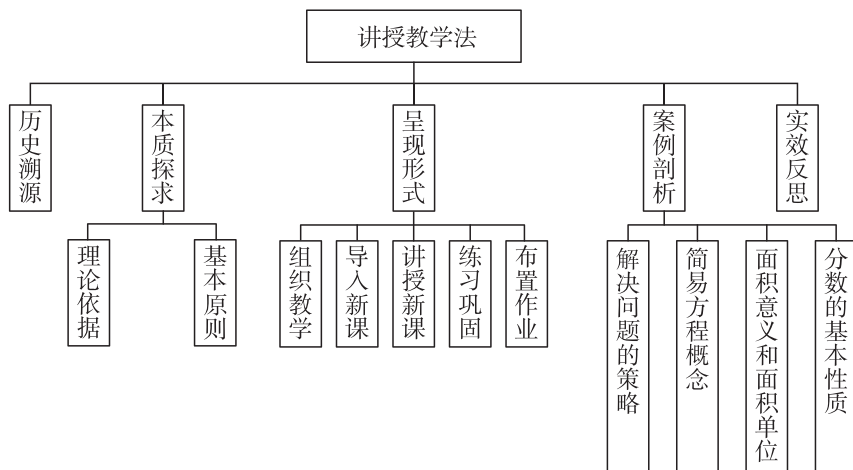 讲授教学法
历史溯源
本质探求
呈现形式
案例剖析
实效反思
理论依据
基本原则
组织教学
导入新课
讲授新课
练习巩固
布置作业
解决问题的策略
简易方程概念
面积意义和面积单位
分数的基本性质